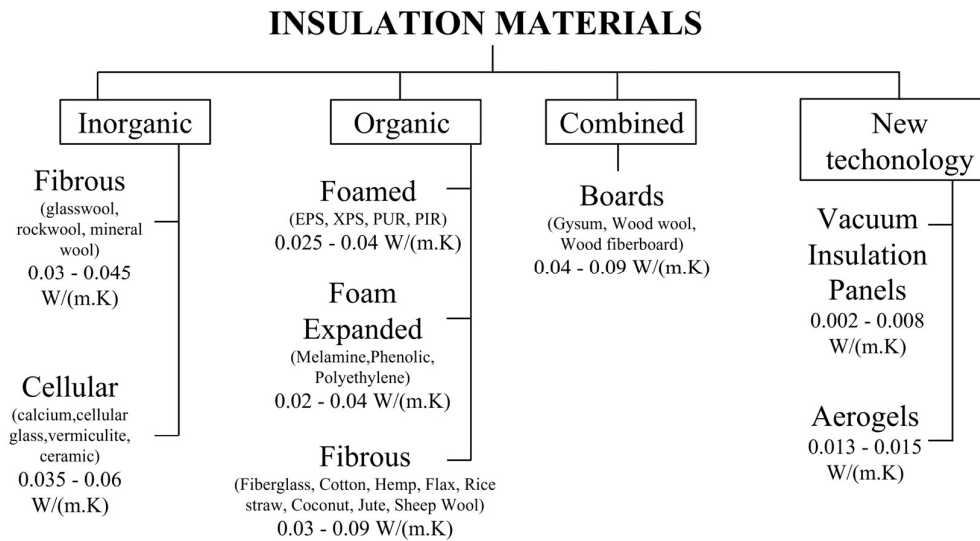 INSULATION MATERIALS
Inorganic
Fibrous
(glasswool,
rockwool, mineral
wool)
0.03 - 0.045
W/(m.K)
Cellular
(calcium,cellular
glass,vermiculite,
ceramic)
0.035 - 0.06
W/(m.K)
Organic
Foamed
(EPS, XPS, PUR, PIR)
0.025 - 0.04 W/(m.K)
Foam
Expanded
(Melamine,Phenolic,
Polyethylene)
0.02 - 0.04 W/(m.K)
Fibrous
(Fiberglass, Cotton, Hemp, Flax, Rice
straw, Coconut, Jute, Sheep Wool)
0.03 - 0.09 W/(m.K)
Combined
Boards
(Gysum, Wood wool,
Wood fiberboard)
0.04 - 0.09 W/(m.K)
New
techonology
Vacuum
Insulation
Panels
0.002 - 0.008
W/(m.K)
Aerogels
0.013 - 0.015
W/(m.K)